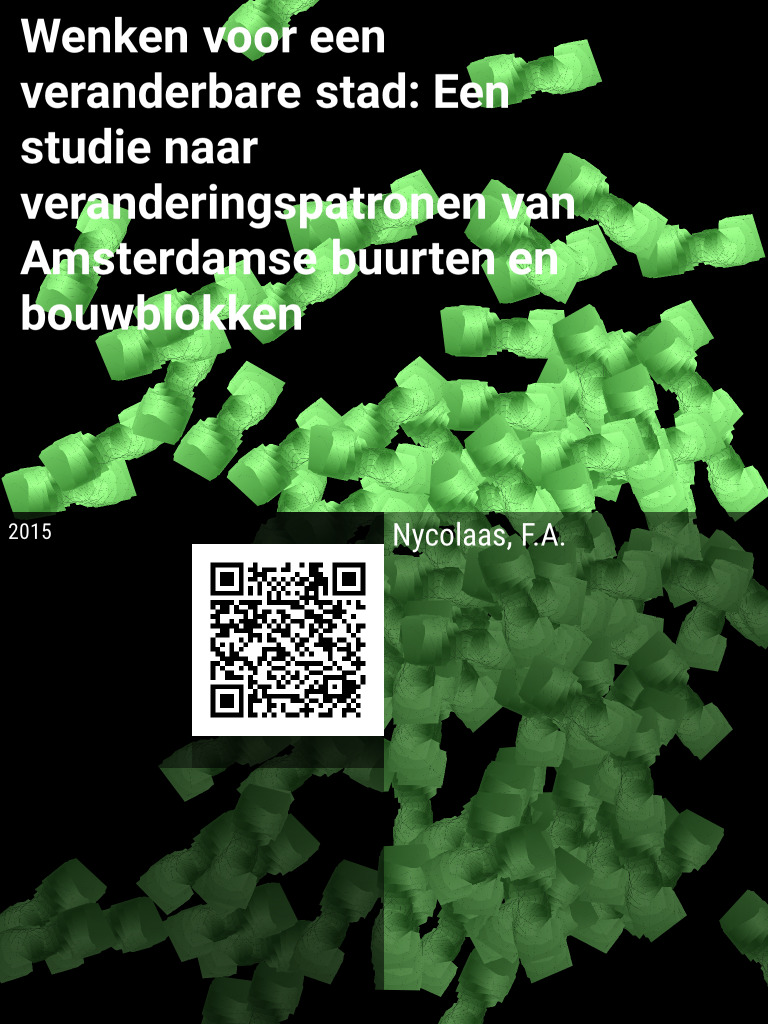 Wenken voor een
veranderbare stad: Een
studie naar
veranderingspatronen van
Amsterdamse buurten en
bouwblokken
2015
Nycolaas, F.A.